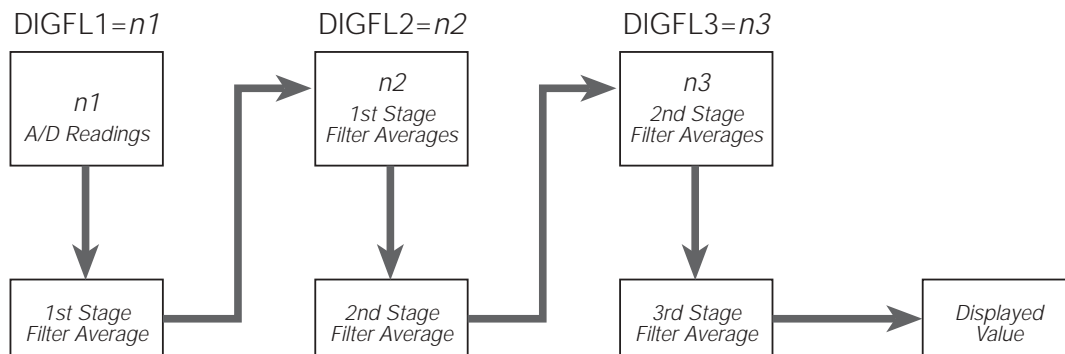 DIGFL1=n1
DIGFL2=n2
DIGFL3=n3
n1
A/D Readings
n2
1st Stage
Filter Averages
n3
2nd Stage
Filter Averages
1st Stage
Filter Average
2nd Stage
Filter Average
3rd Stage
Filter Average
Displayed
Value